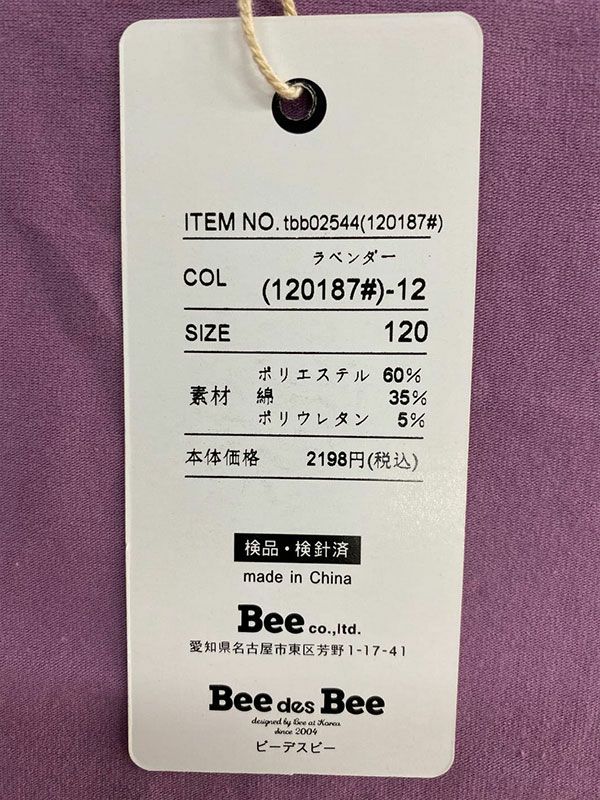 ITEM NO. tbb02544(120187#)
ラベンダー
COL (120187#)-12
SIZE 120
ポリエステル 60%
素材 綿 35%
ポリウレタン 5%
本体価格 2198円(税込)
検品・検針済
made in China
Bee co.,ltd.
愛知県名古屋市東区芳野1-17-41
Bee des Bee
designed by Bee at Korea
since 2004
ビーデスビー